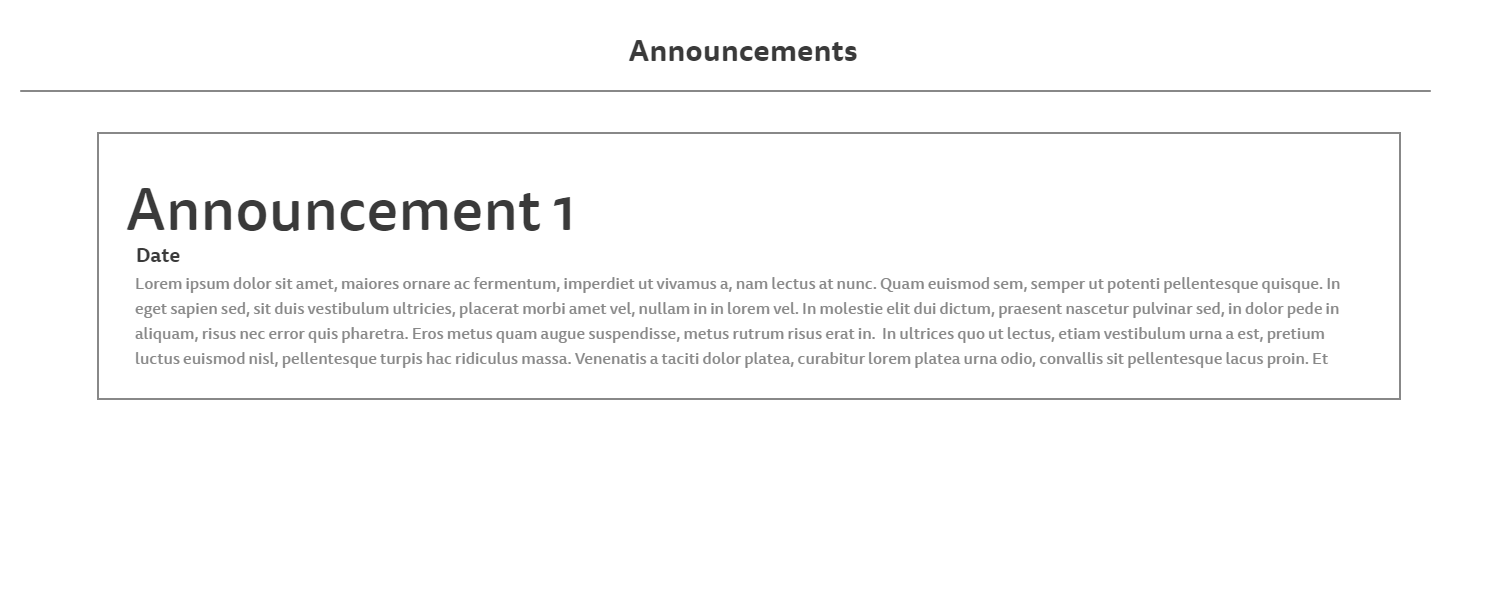 Announcements
Announcement 1
Date
Lorem ipsum dolor sit amet, maiores ornare ac fermentum, imperdiet ut vivamus a, nam lectus at nunc. Quam euismod sem, semper ut potenti pellentesque quisque. In
eget sapien sed, sit duis vestibulum ultricies, placerat morbi amet vel, nullam in in lorem vel. In molestie elit dui dictum, praesent nascetur pulvinar sed, in dolor pede in
aliquam, risus nec error quis pharetra. Eros metus quam augue suspendisse, metus rutrum risus erat in.  In ultrices quo ut lectus, etiam vestibulum urna a est, pretium
luctus euismod nisl, pellentesque turpis hac ridiculus massa. Venenatis a taciti dolor platea, curabitur lorem platea urna odio, convallis sit pellentesque lacus proin. Et